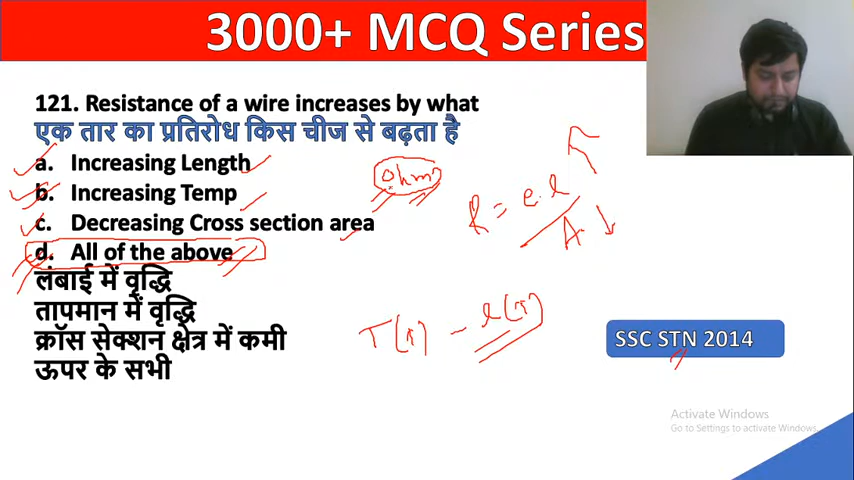 3000+ MCQ Series
121. Resistance of a wire increases by what
एक तार का प्रतिरोध किस चीज से बढ़ता है
a. Increasing Length
b. Increasing Temp
c. Decreasing Cross section area
d. All of the above
लंबाई में वृद्धि
तापमान में वृद्धि
क्रॉस सेक्शन क्षेत्र में कमी
ऊपर के सभी
ohm
R = e.l
A ↓
T(↑) - l(↑)
SSC STN 2014
Activate Windows
Go to Settings to activate Windows.